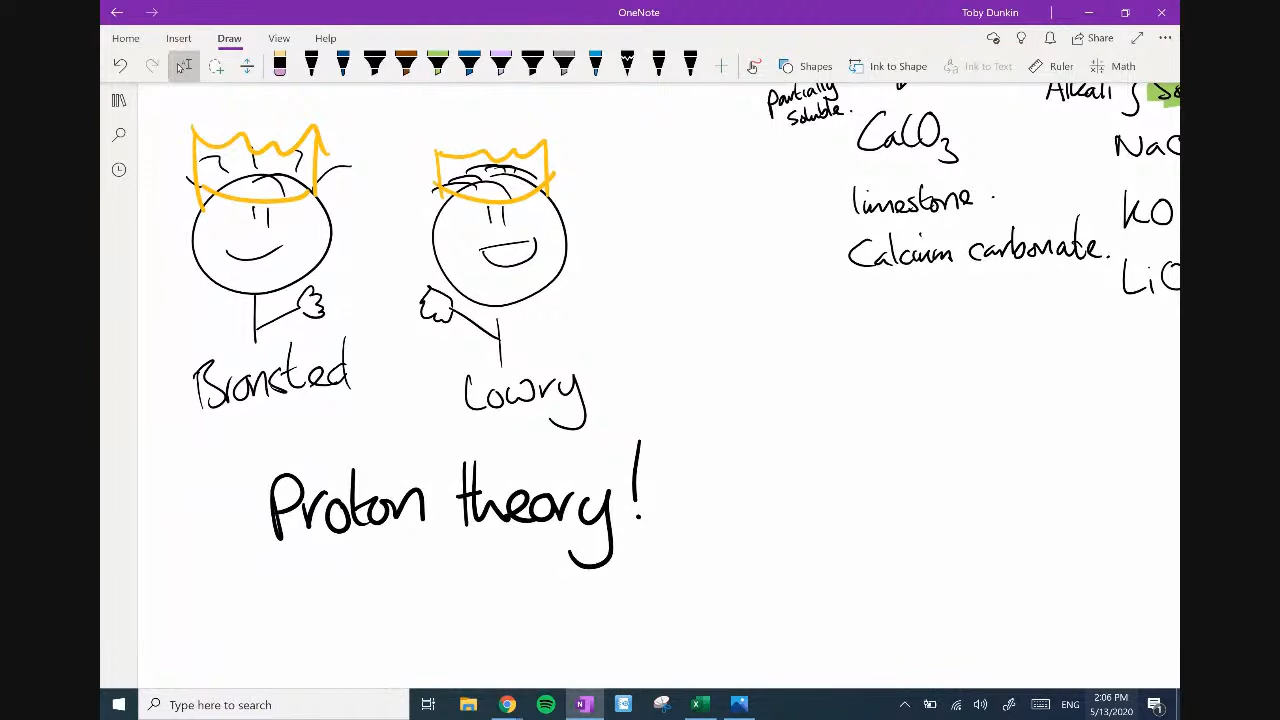 OneNote
Toby Dunkin
Home Insert Draw View Help
Share
Shapes Ink to Shape Ink to Text Ruler Math
Partially
Soluble.
Alkali }
CaCO3
limestone
Calcium carbonate.
NaO
KO
LiO
Bronsted
Lowry
Proton theory!
Type here to search
ENG
2:06 PM
5/13/2020